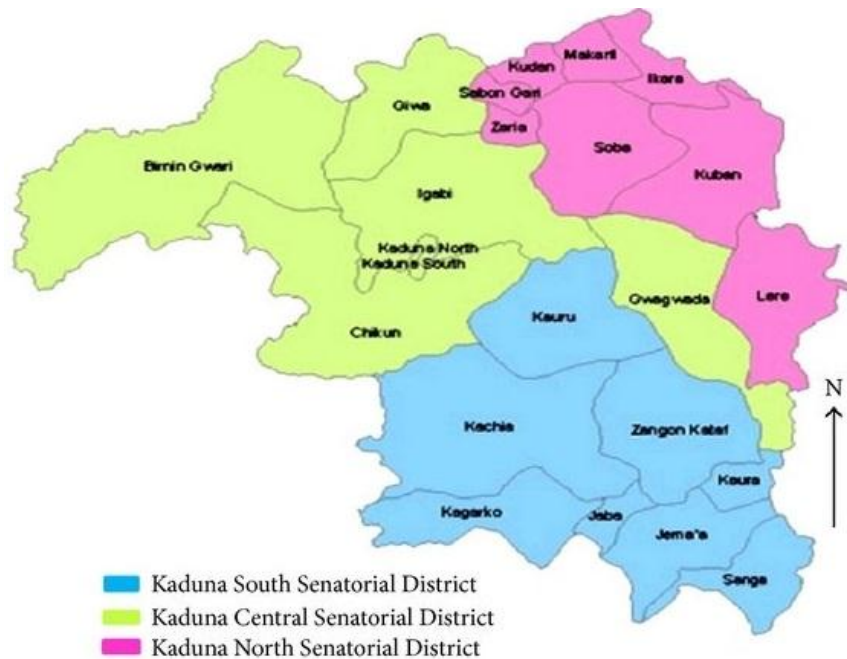 Makarfi
Kudan
Ikara
Sabon Gari
Giwa
Zaria
Soba
Birnin Gwari
Kuban
Igabi
Kaduna North
Kaduna South
Gwagwada
Lere
Kauru
Chikun
N
Kachia
Zangon Kataf
Kaura
Kagarko
Jaba
Jema'a
Sanga
Kaduna South Senatorial District
Kaduna Central Senatorial District
Kaduna North Senatorial District